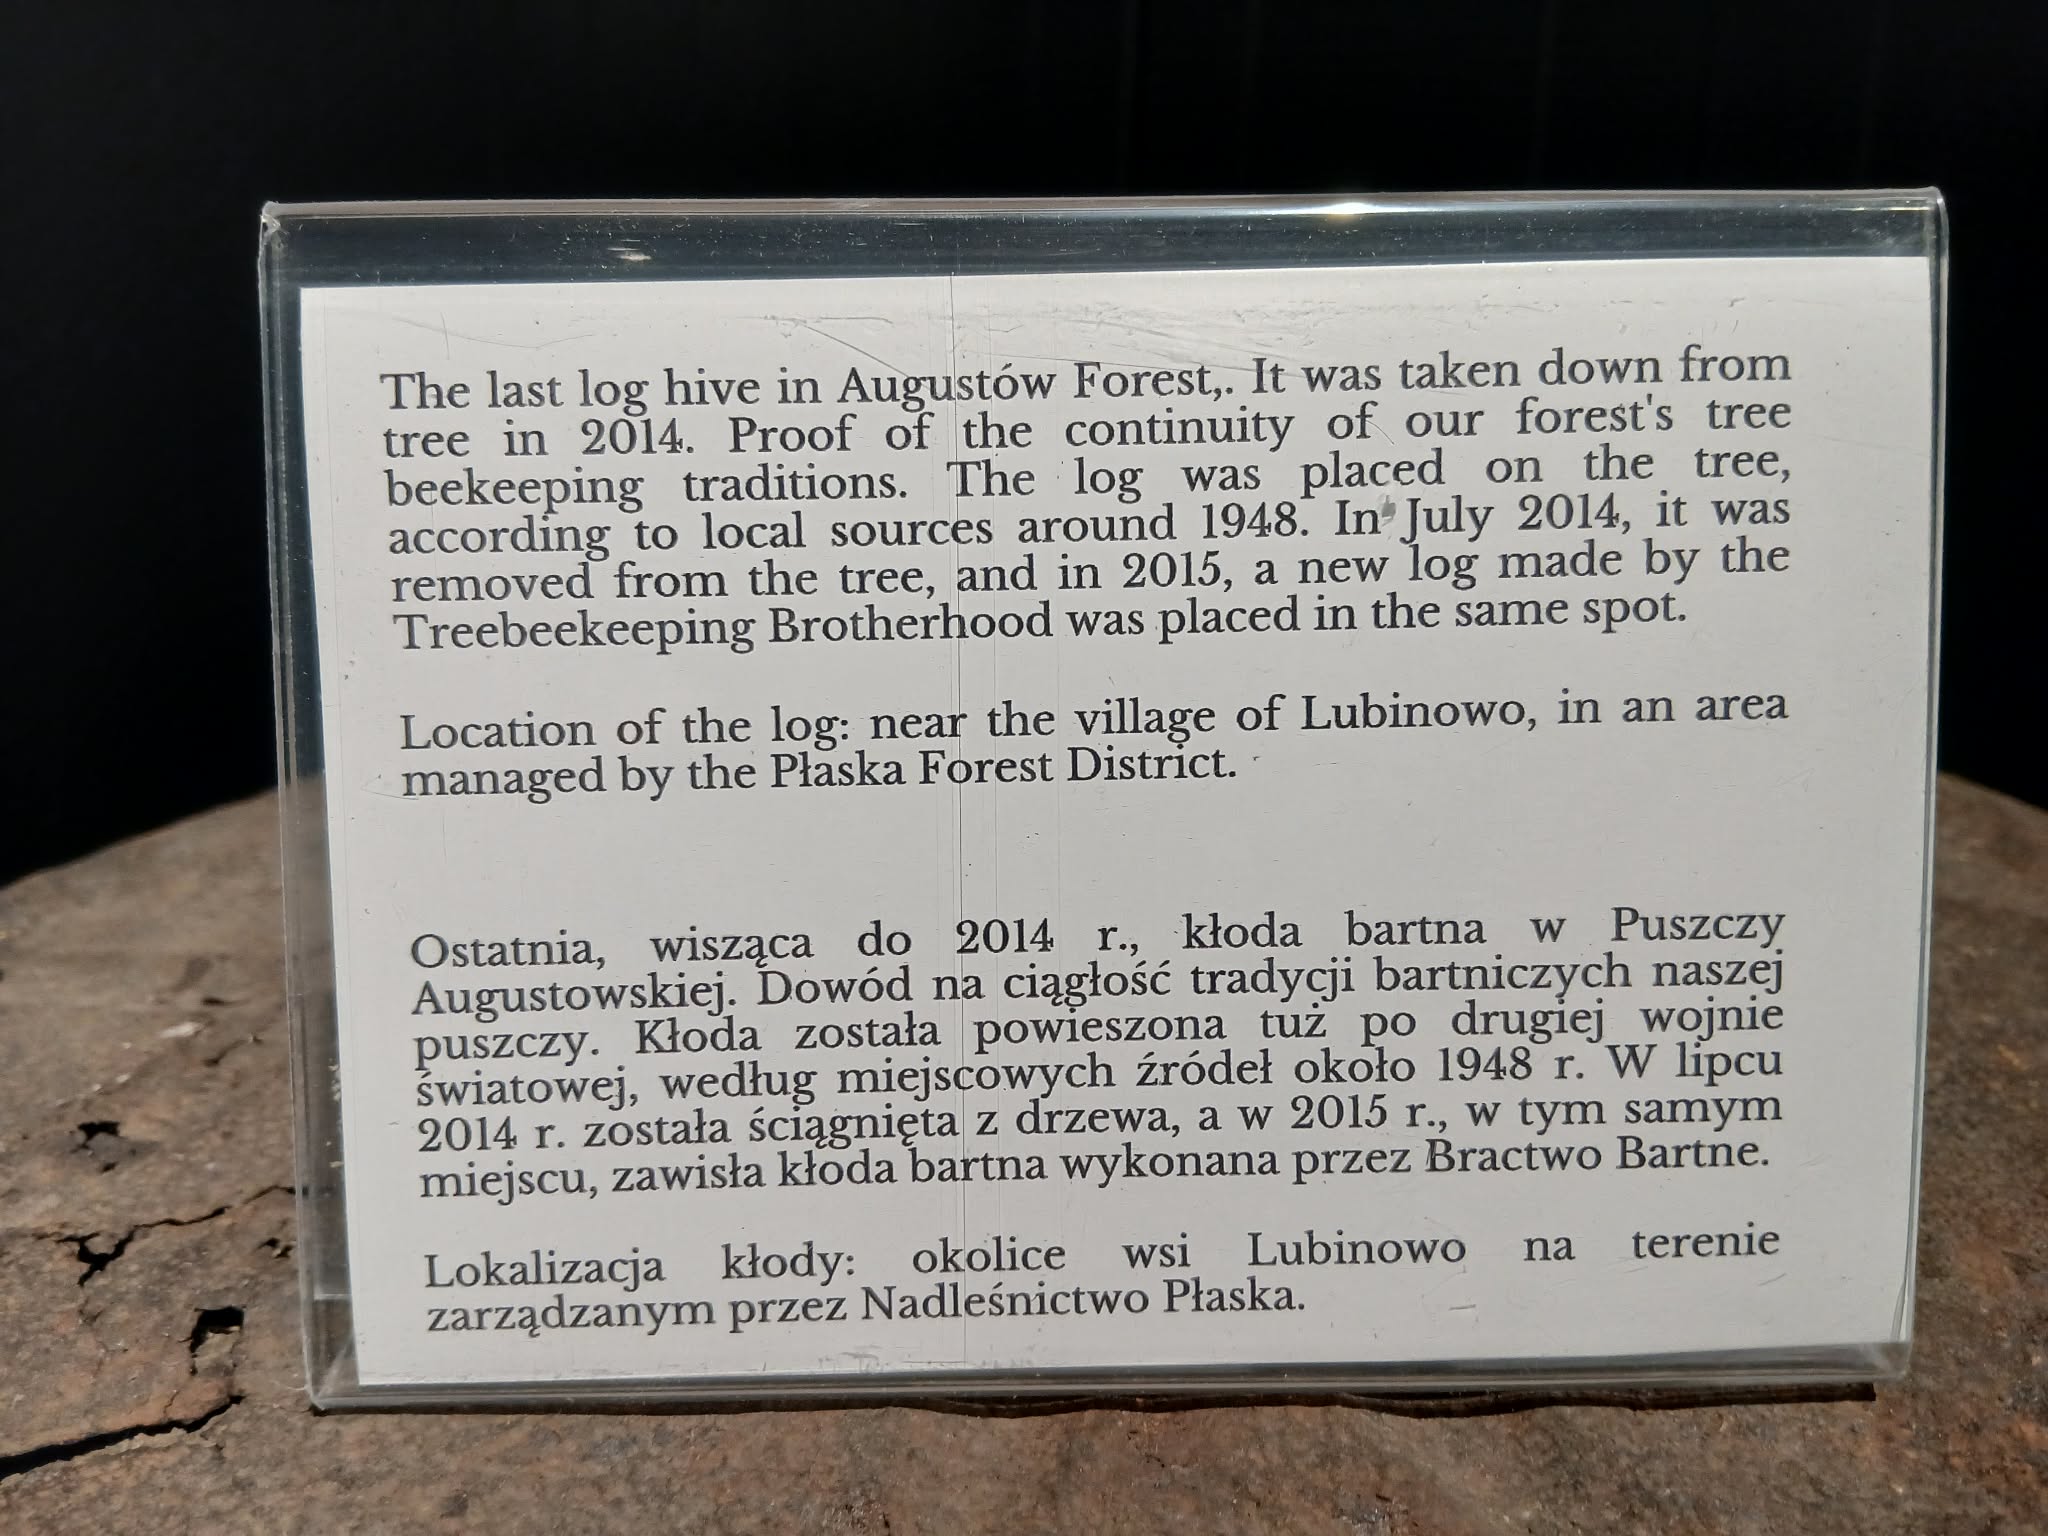 The last log hive in Augustów Forest,. It was taken down from
tree in 2014. Proof of the continuity of our forest's tree
beekeeping traditions. The log was placed on the tree,
according to local sources around 1948. In July 2014, it was
removed from the tree, and in 2015, a new log made by the
Treebeekeeping Brotherhood was placed in the same spot.
Location of the log: near the village of Lubinowo, in an area
managed by the Płaska Forest District.
Ostatnia, wisząca do 2014 r., kłoda bartna w Puszczy
Augustowskiej. Dowód na ciągłość tradycji bartniczych naszej
puszczy. Kłoda została powieszona tuż po drugiej wojnie
światowej, według miejscowych źródeł około 1948 r. W lipcu
2014 r. została ściągnięta z drzewa, a w 2015 r., w tym samym
miejscu, zawisła kłoda bartna wykonana przez Bractwo Bartne.
Lokalizacja kłody: okolice wsi Lubinowo na terenie
zarządzanym przez Nadleśnictwo Płaska.